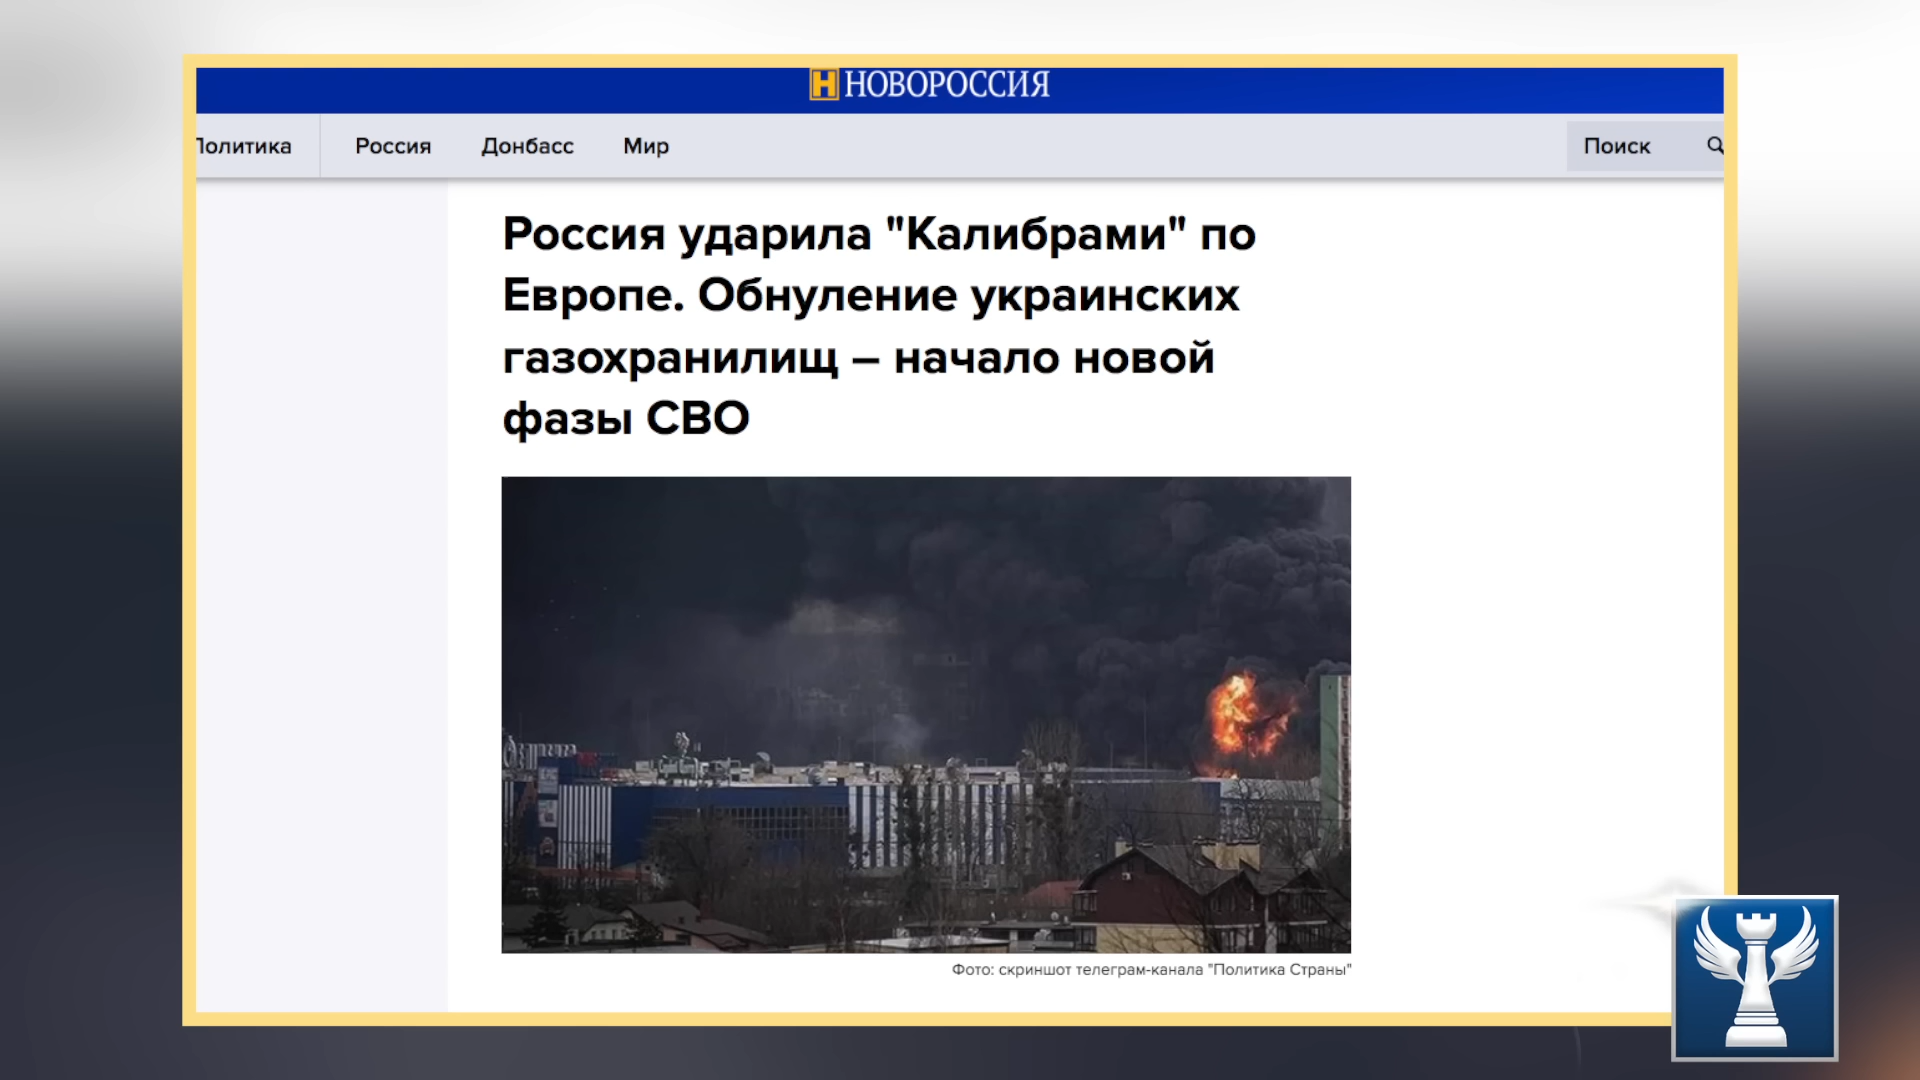 Н НОВОРОССИЯ
Политика Россия Донбасс Мир Поиск
Россия ударила "Калибрами" по
Европе. Обнуление украинских
газохранилищ – начало новой
фазы СВО
Фото: скриншот телеграм-канала "Политика Страны"